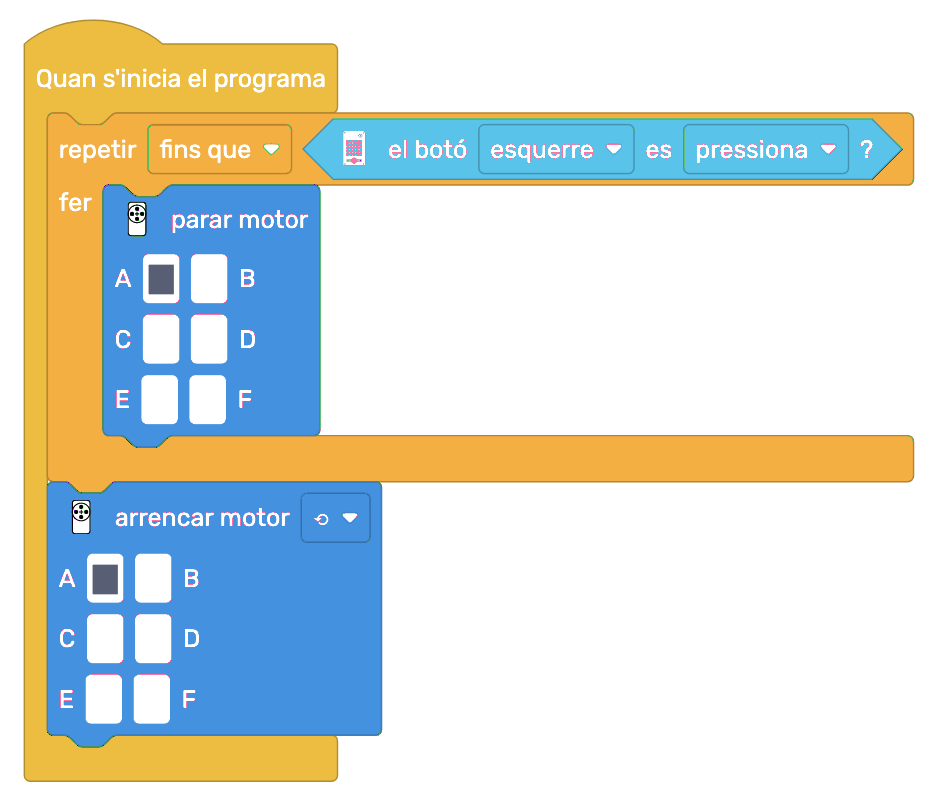 Quan s'inicia el programa
repetir fins que el botó esquerre es pressiona ?
fer
parar motor
A B
C D
E F
arrencar motor
A B
C D
E F